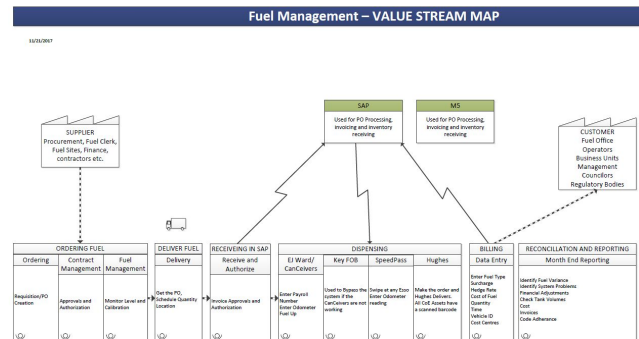 Fuel Management – VALUE STREAM MAP
11/21/2017
SAP
Used for PO Processing,
Invoicing and inventory
receiving
MS
Used for PO Processing,
Invoicing and inventory
receiving
SUPPLIER
Procurement, Fuel Clerk,
Fuel Sites, Finance,
contractors etc.
CUSTOMER
Fuel Office
Operators
Business Units
Management
Councilors
Regulatory Bodies
ORDERING FUEL
Ordering
Contract
Management
Fuel
Management
Requisition/PO
Creation
Approvals and
Authorization
Monitor Level and
Calibration
DELIVER FUEL
Delivery
Get the PO,
Schedule Quantity
Location
RECEIVEING IN SAP
Receive and
Authorize
Invoice Approvals and
Authorization
DISPENSING
EJ Ward/
CanCeivers
Key FOB
SpeedPass
Hughes
Enter Payroll
Number
Enter Odometer
Fuel Up
Used to Bypass the
system if the
CanCeivers are not
working
Swipe at any Esso
Enter Odometer
reading
Make the order and
Hughes Delivers.
All CoE Assets have
a scanned barcode
BILLING
Data Entry
Enter Fuel Type
Surcharge
Hedge Rate
Cost of Fuel
Quantity
Time
Vehicle ID
Cost Centres
RECONCILLATION AND REPORTING
Month End Reporting
Identify Fuel Variance
Identify System Problems
Financial Adjustments
Check Tank Volumes
Cost
Invoices
Code Adherance